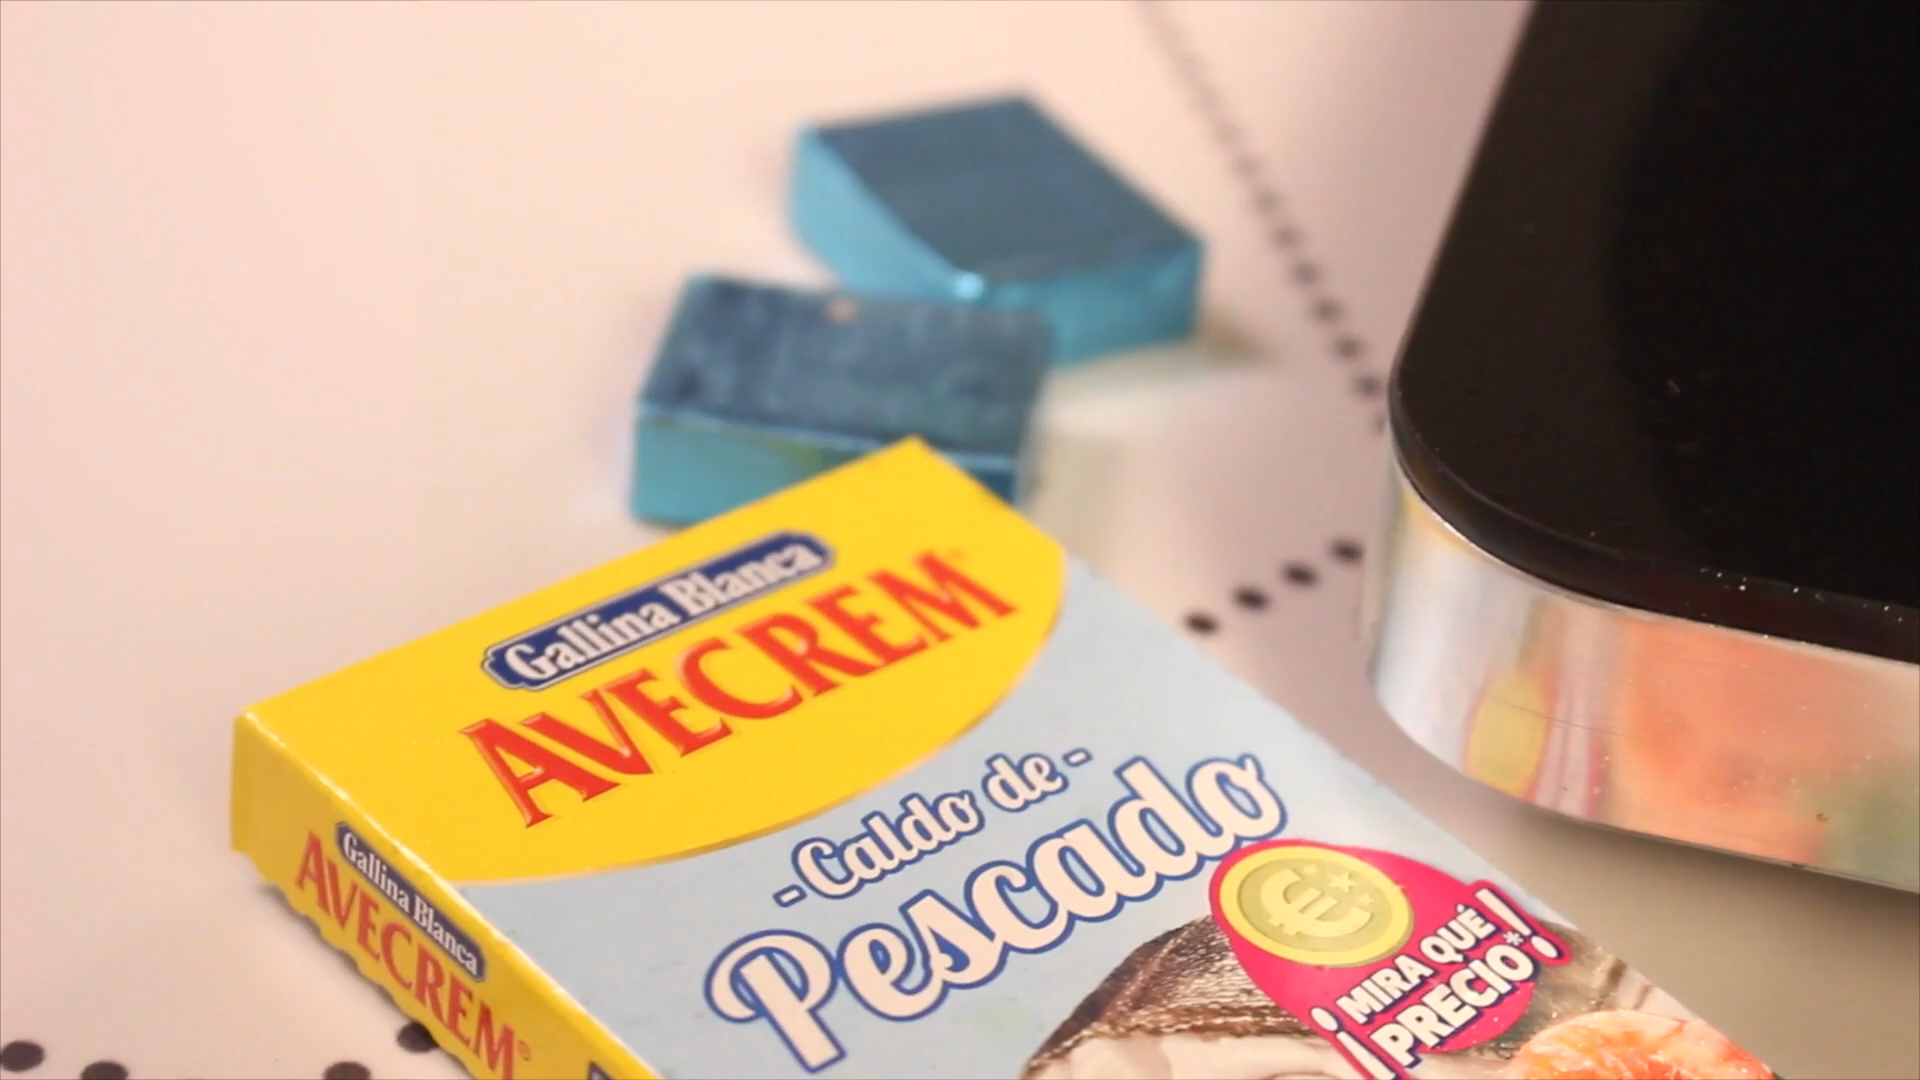 Gallina Blanca
AVECREM®
- Caldo de -
Pescado
¡MIRA QUÉ
PRECIO*!
Gallina Blanca
AVECREM®